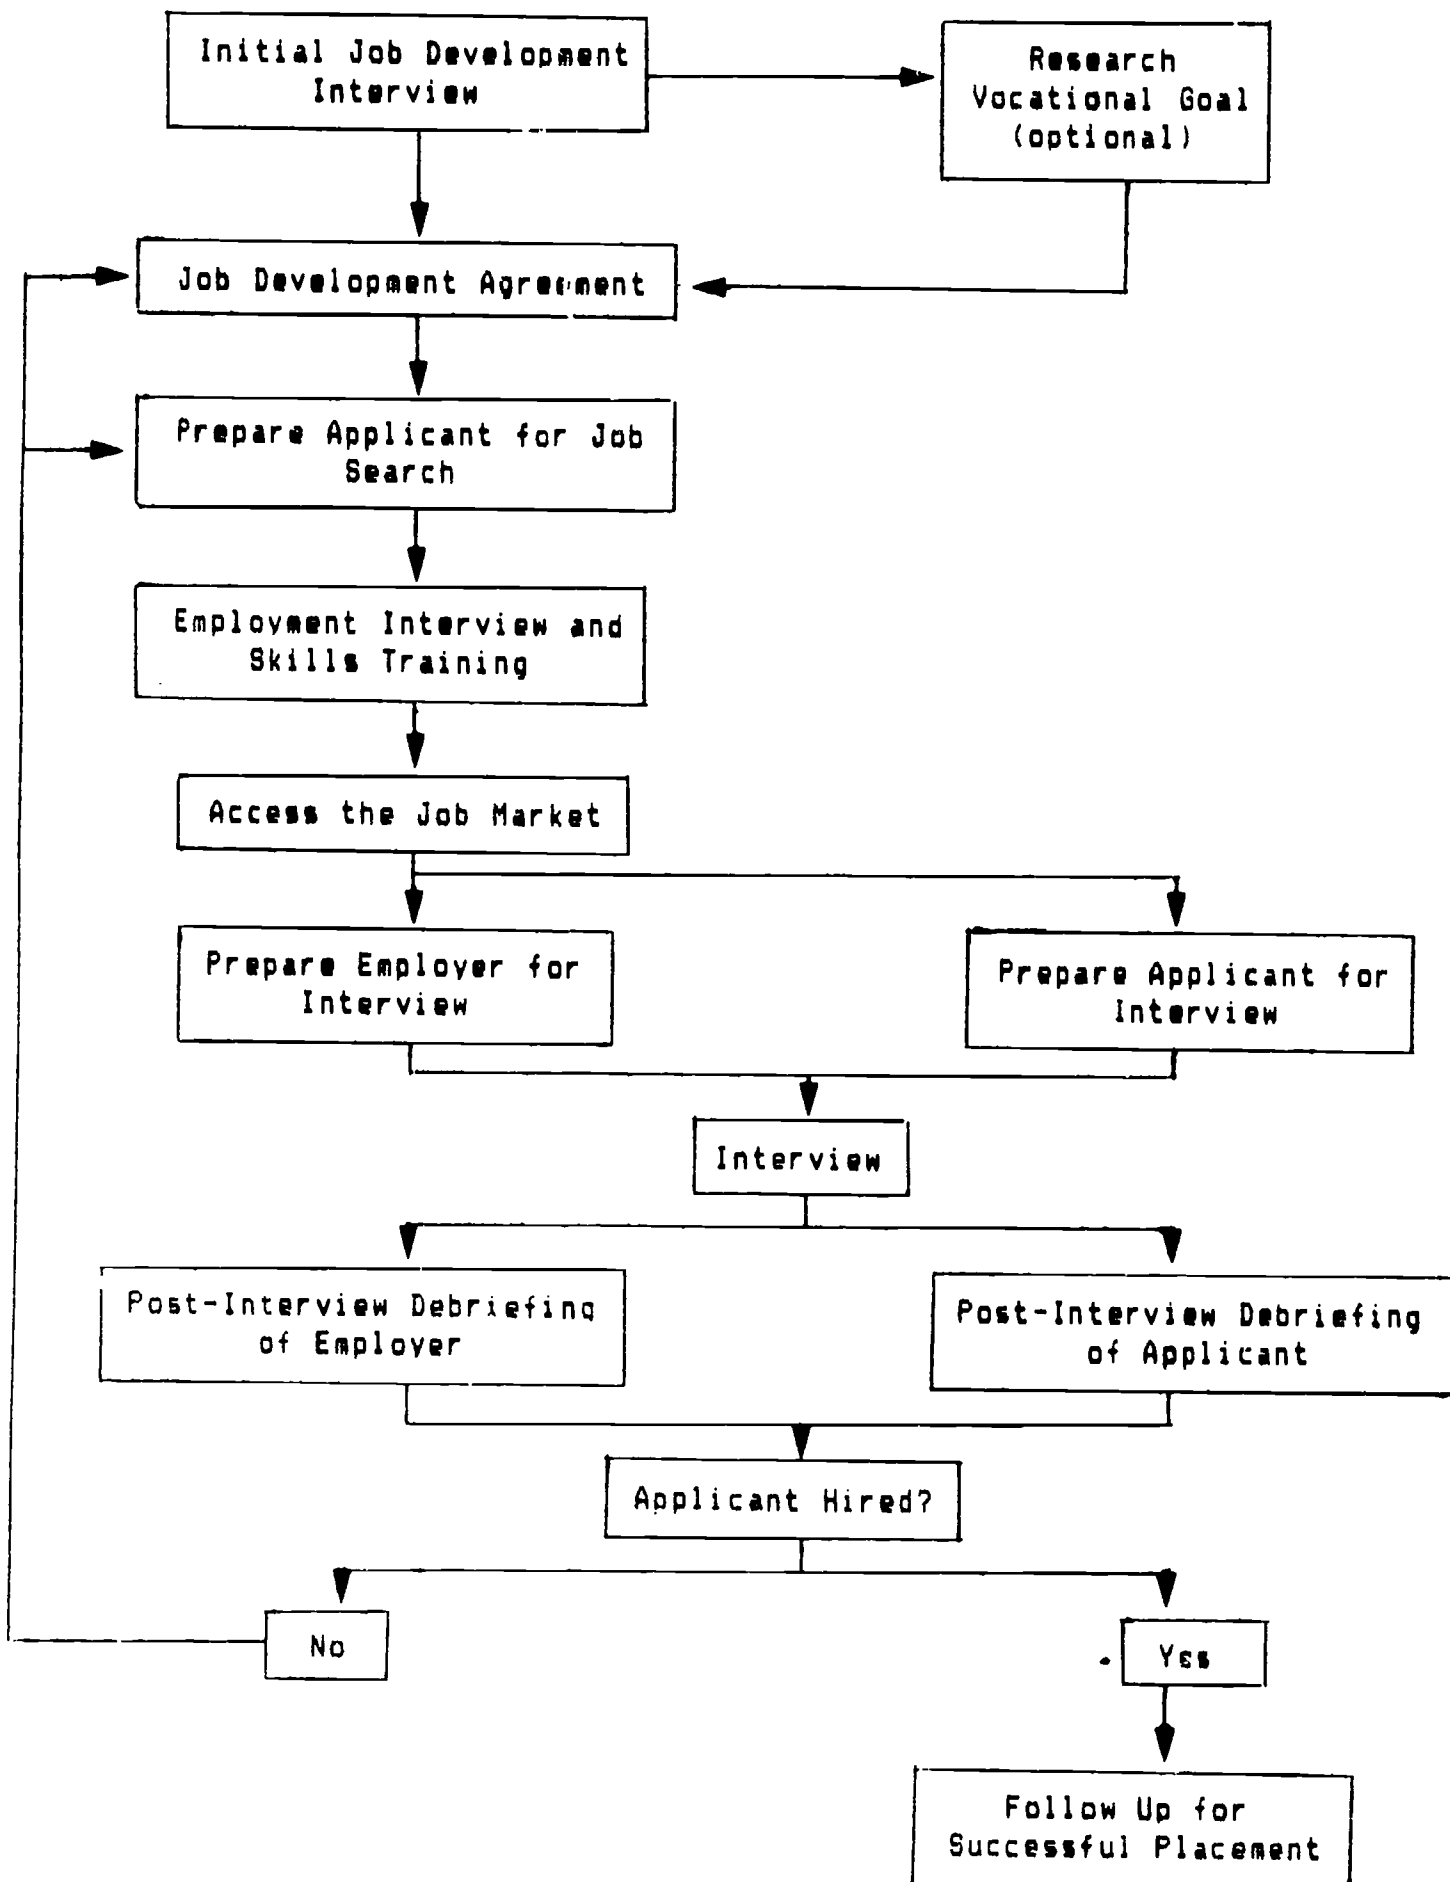 Initial Job Development
Interview
Research
Vocational Goal
(optional)
Job Development Agreement
Prepare Applicant for Job
Search
Employment Interview and
Skills Training
Access the Job Market
Prepare Employer for
Interview
Prepare Applicant for
Interview
Interview
Post-Interview Debriefing
of Employer
Post-Interview Debriefing
of Applicant
Applicant Hired?
No
Yes
Follow Up for
Successful Placement